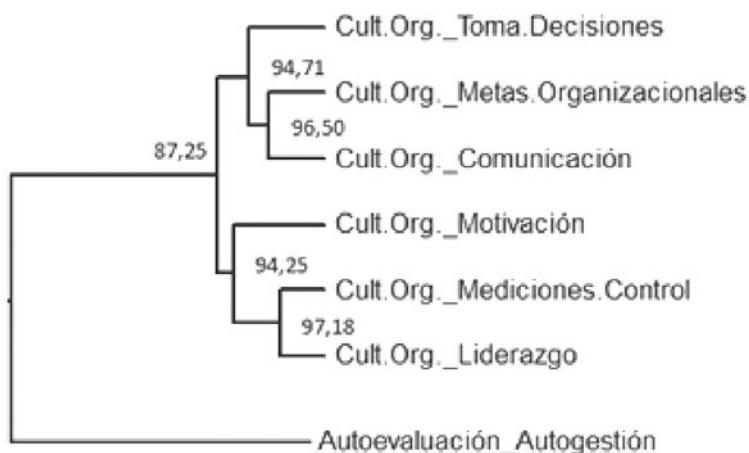 Cult.Org._Toma.Decisiones
94,71
Cult.Org._Metas.Organizacionales
96,50
Cult.Org._Comunicación
87,25
Cult.Org._Motivación
94,25
Cult.Org._Mediciones.Control
97,18
Cult.Org._Liderazgo
Autoevaluación_Autogestión